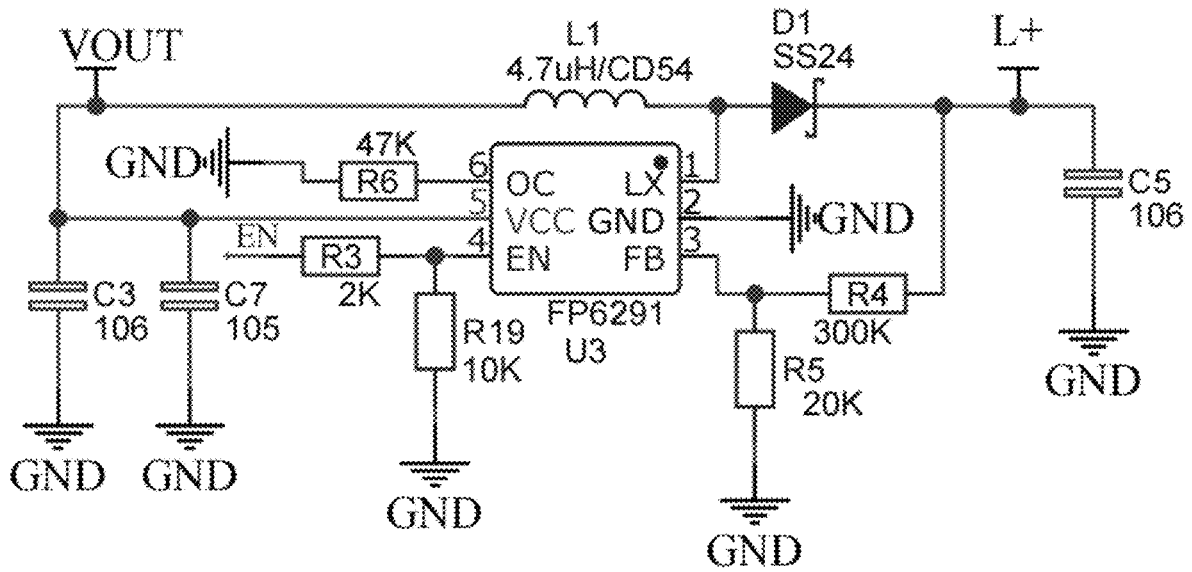 VOUT
L1
4.7uH/CD54
D1
SS24
L+
GND
47K
R6
6
5
4
OC
VCC
EN
LX
GND
FB
1
2
3
GND
EN
R3
2K
C3
106
C7
105
R19
10K
FP6291
U3
R4
300K
R5
20K
C5
106
GND
GND
GND
GND
GND